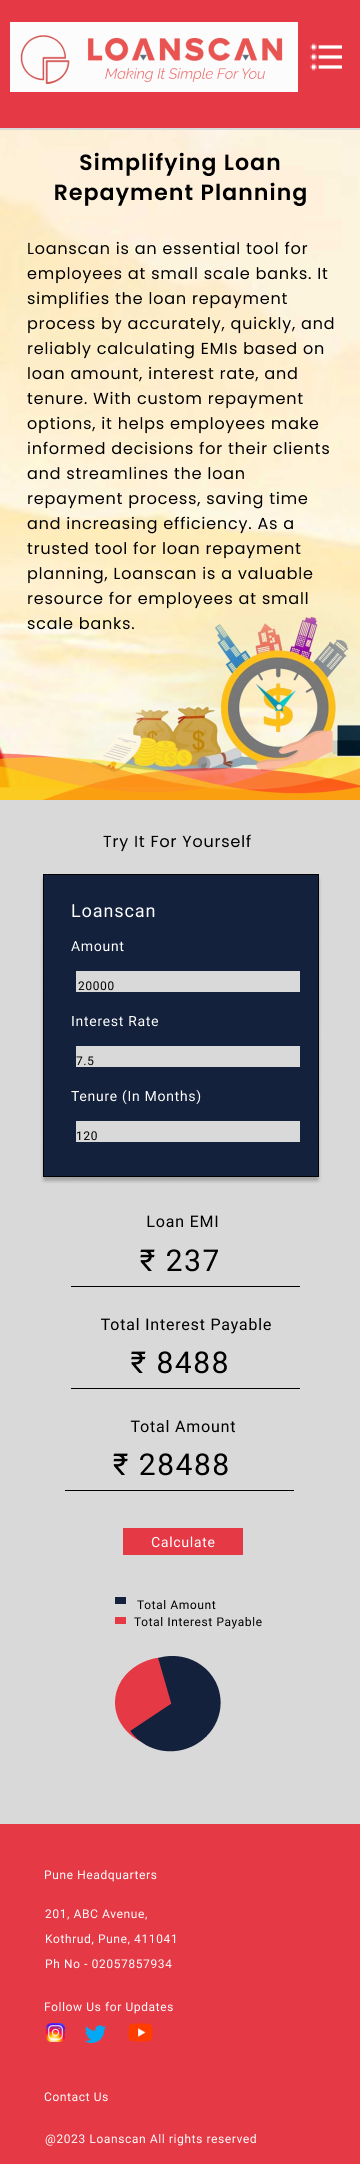 LOANSCAN
Making It Simple For You
Simplifying Loan
Repayment Planning
Loanscan is an essential tool for
employees at small scale banks. It
simplifies the loan repayment
process by accurately, quickly, and
reliably calculating EMIs based on
loan amount, interest rate, and
tenure. With custom repayment
options, it helps employees make
informed decisions for their clients
and streamlines the loan
repayment process, saving time
and increasing efficiency. As a
trusted tool for loan repayment
planning, Loanscan is a valuable
resource for employees at small
scale banks.
$
$ $
Try It For Yourself
Loanscan
Amount
20000
Interest Rate
7.5
Tenure (In Months)
120
Loan EMI
₹ 237
Total Interest Payable
₹ 8488
Total Amount
₹ 28488
Calculate
Total Amount
Total Interest Payable
Pune Headquarters
201, ABC Avenue,
Kothrud, Pune, 411041
Ph No - 02057857934
Follow Us for Updates
Contact Us
@2023 Loanscan All rights reserved